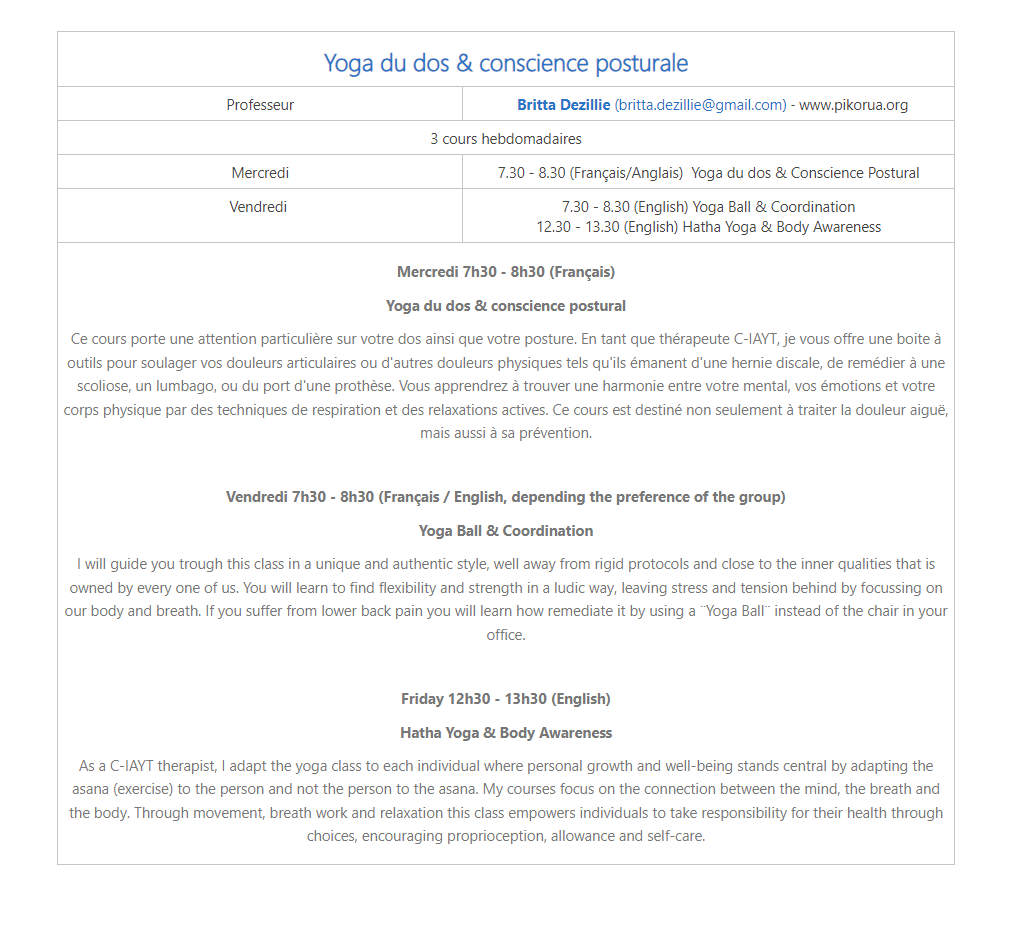 Yoga du dos & conscience posturale
Professeur
Britta Dezillie (britta.dezillie@gmail.com) - www.pikorua.org
3 cours hebdomadaires
Mercredi
7.30 - 8.30 (Français/Anglais) Yoga du dos & Conscience Postural
Vendredi
7.30 - 8.30 (English) Yoga Ball & Coordination
12.30 - 13.30 (English) Hatha Yoga & Body Awareness
Mercredi 7h30 - 8h30 (Français)
Yoga du dos & conscience postural
Ce cours porte une attention particulière sur votre dos ainsi que votre posture. En tant que thérapeute C-IAYT, je vous offre une boite à
outils pour soulager vos douleurs articulaires ou d'autres douleurs physiques tels qu'ils émanent d'une hernie discale, de remédier à une
scoliose, un lumbago, ou du port d'une prothèse. Vous apprendrez à trouver une harmonie entre votre mental, vos émotions et votre
corps physique par des techniques de respiration et des relaxations actives. Ce cours est destiné non seulement à traiter la douleur aiguë,
mais aussi à sa prévention.
Vendredi 7h30 - 8h30 (Français / English, depending the preference of the group)
Yoga Ball & Coordination
I will guide you trough this class in a unique and authentic style, well away from rigid protocols and close to the inner qualities that is
owned by every one of us. You will learn to find flexibility and strength in a ludic way, leaving stress and tension behind by focussing on
our body and breath. If you suffer from lower back pain you will learn how remediate it by using a ¨Yoga Ball¨ instead of the chair in your
office.
Friday 12h30 - 13h30 (English)
Hatha Yoga & Body Awareness
As a C-IAYT therapist, I adapt the yoga class to each individual where personal growth and well-being stands central by adapting the
asana (exercise) to the person and not the person to the asana. My courses focus on the connection between the mind, the breath and
the body. Through movement, breath work and relaxation this class empowers individuals to take responsibility for their health through
choices, encouraging proprioception, allowance and self-care.